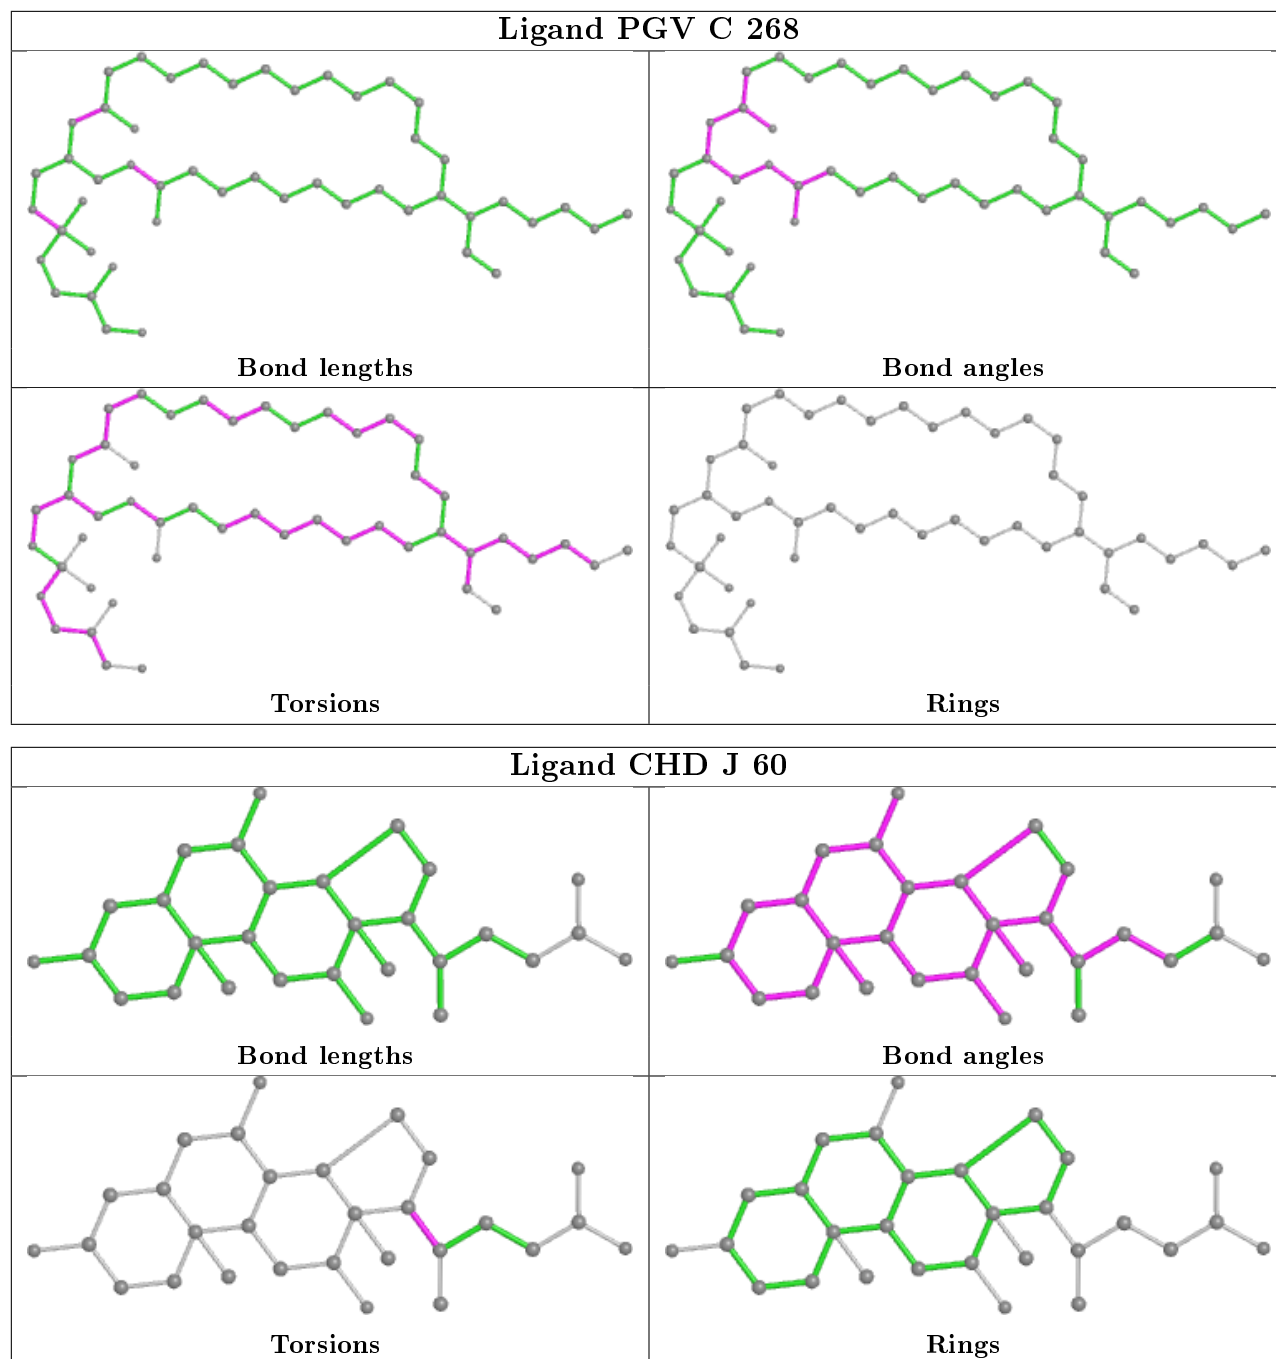 Ligand PGV C 268
Bond lengths
Bond angles
Torsions
Rings
Ligand CHD J 60
Bond lengths
Bond angles
Torsions
Rings